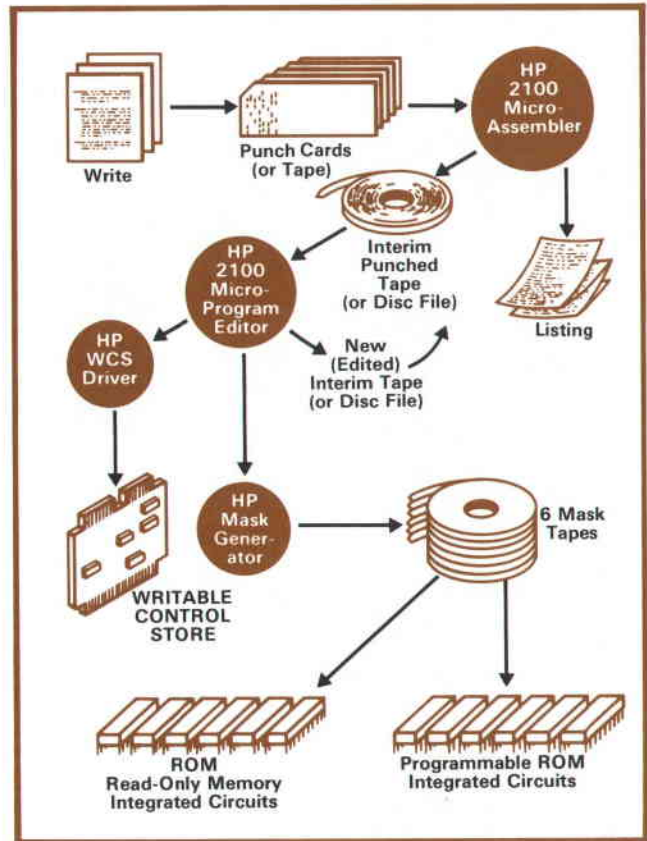 HP
2100
Micro-
Assembler
Write
Punch Cards
(or Tape)
HP
2100
Micro-
Program
Editor
Interim
Punched
Tape
(or Disc File)
Listing
HP
WCS
Driver
New
(Edited)
Interim Tape
(or Disc File)
HP
Mask
Gener-
ator
6 Mask
Tapes
WRITABLE
CONTROL
STORE
ROM
Read-Only Memory
Integrated Circuits
Programmable ROM
Integrated Circuits